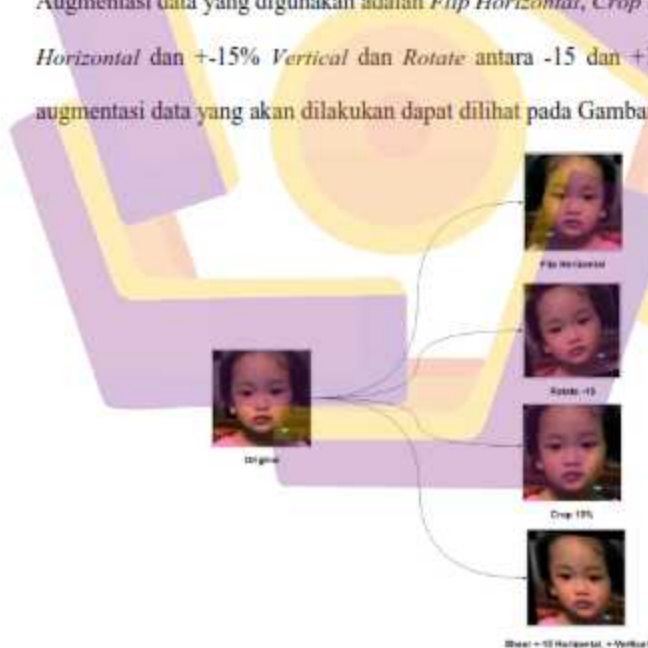 Augmentasi data yang digunakan adalah Flip Horizontal, Crop
Horizontal dan +-15% Vertical dan Rotate antara -15 dan
augmentasi data yang akan dilakukan dapat dilihat pada
Flip Horizontal
Rotate -15
Original
Crop 15%
Horizontal,